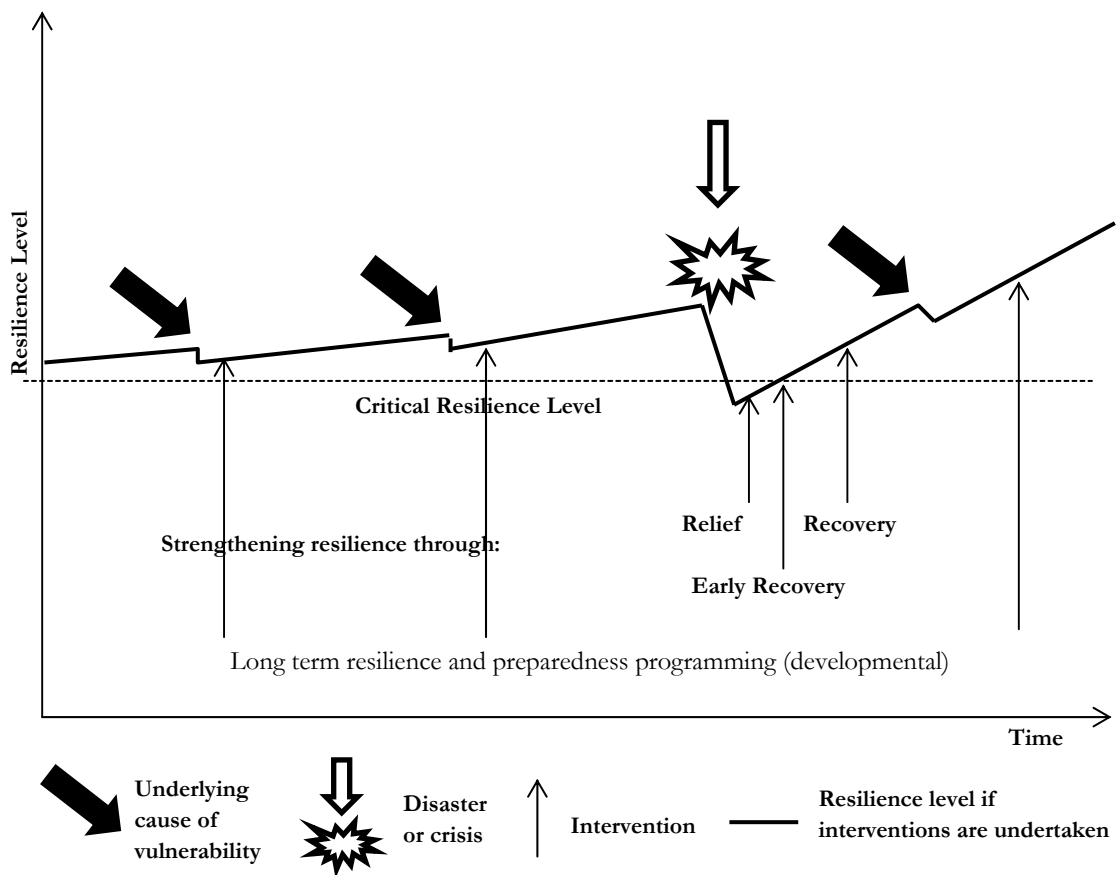 Resilience Level
Critical Resilience Level
Relief
Recovery
Strengthening resilience through:
Early Recovery
Long term resilience and preparedness programming (developmental)
Time
Underlying
cause of
vulnerability
Disaster
or crisis
Intervention
Resilience level if
interventions are undertaken